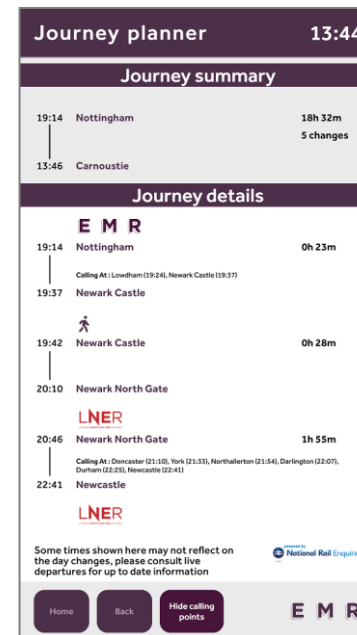 Journey planner 13:44
Journey summary
19:14 Nottingham 18h 32m
5 changes
13:46 Carnoustie
Journey details
EMR
19:14 Nottingham 0h 23m
Calling At : Lowdham (19:24), Newark Castle (19:37)
19:37 Newark Castle
19:42 Newark Castle 0h 28m
20:10 Newark North Gate
LNER
20:46 Newark North Gate 1h 55m
Calling At : Doncaster (21:10), York (21:33), Northallerton (21:54), Darlington (22:07),
Durham (22:25), Newcastle (22:41)
22:41 Newcastle
LNER
Some times shown here may not reflect on
the day changes, please consult live
departures for up to date information
powered by
National Rail Enquirie
Home Back Hide calling
points
EMR